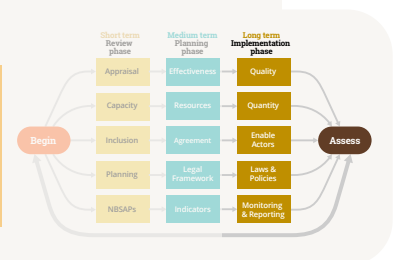 Short term Medium term Long term
Review Planning Implementation
phase phase phase
Appraisal Effectiveness Quality
Capacity Resources Quantity
Begin Inclusion Agreement Enable Actors Assess
Planning Legal Framework Laws & Policies
NBSAPs Indicators Monitoring & Reporting